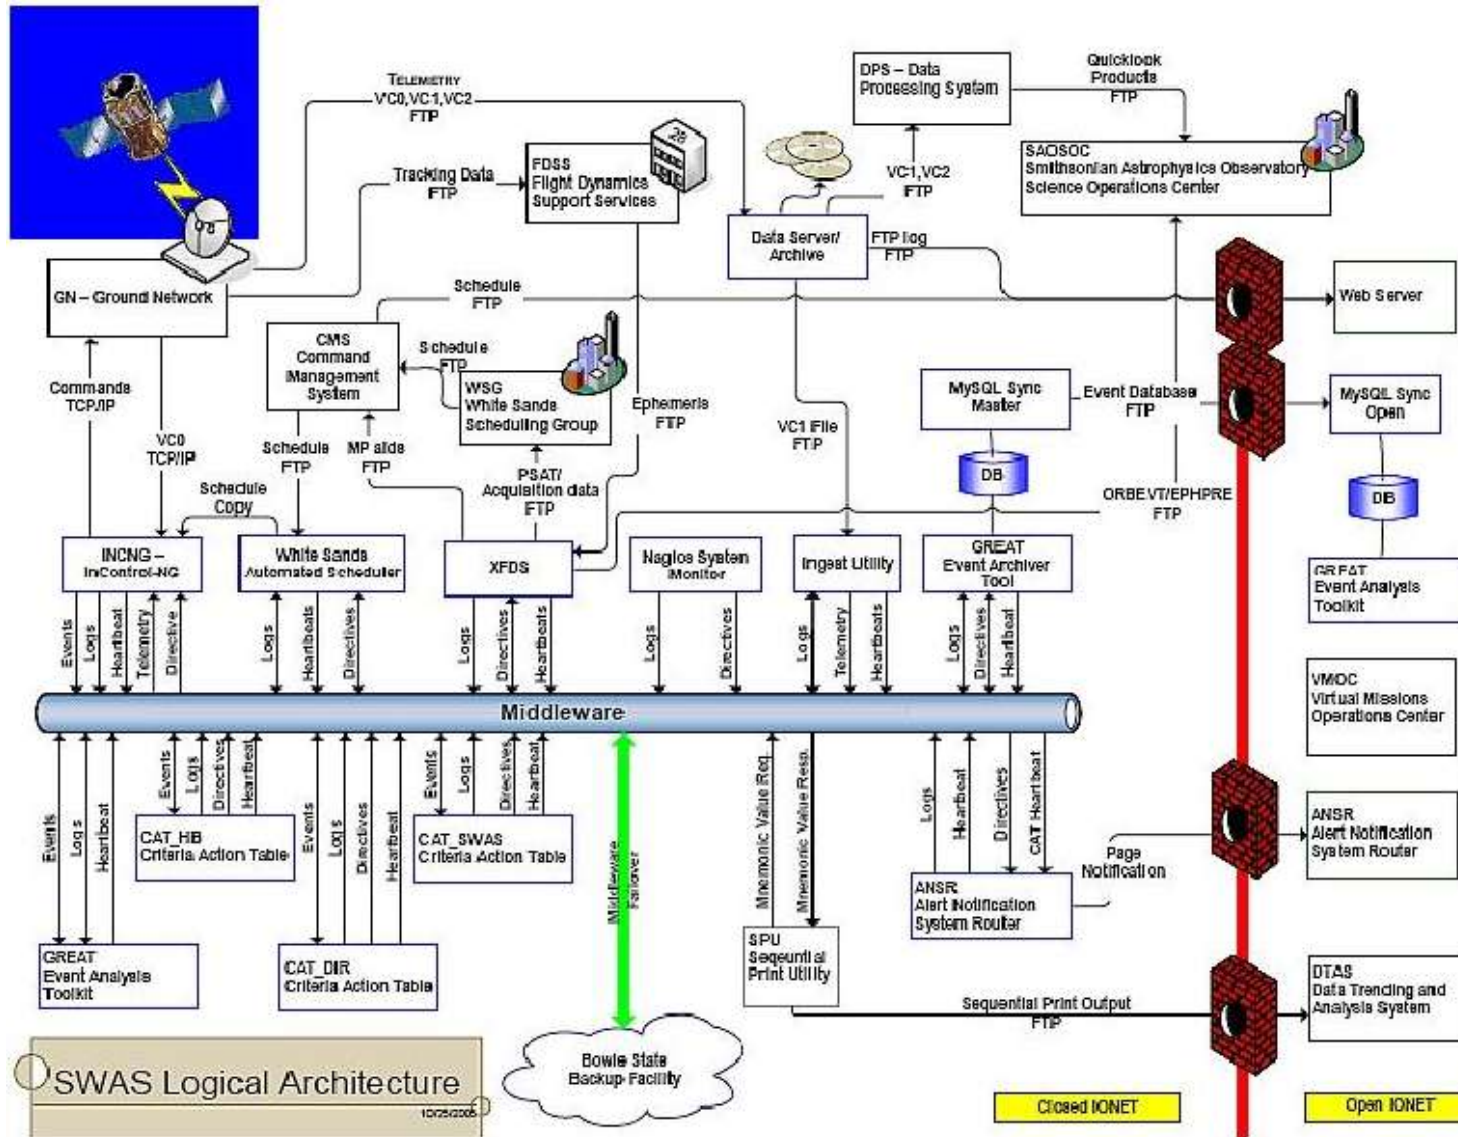 TELEMETRY
VC0,VC1,VC2
FTP
DPS – Data
Processing System
Quicklook
Products
FTP
28
FDSS
Flight Dynamics
Support Services
Tracking Data
FTP
VC1,VC2
FTP
SAOSOC
Smithsonian Astrophysics Observatory
Science Operations Center
Data Server/
Archive
FTP log
FTP
GN – Ground Network
Schedule
FTP
Web Server
CMS
Command
Management
System
Schedule
FTP
WSG
White Sands
Scheduling Group
Commands
TCP/IP
VC0
TCP/IP
Schedule
FTP
MP aids
FTP
PSAT/
Acquisition data
FTP
Ephemeris
FTP
VC1 File
FTP
MySQL Sync
Master
Event Database
FTP
MySQL Sync
Open
DB
DB
ORBEVT/EPHPRE
FTP
Schedule
Copy
INCNG –
InControl-NG
White Sands
Automated Scheduler
XFDS
Nagios System
Monitor
Ingest Utility
GREAT
Event Archiver
Tool
GREAT
Event Analysis
Toolkit
Events
Logs
Heartbeat
Telemetry
Directive
Logs
Heartbeats
Directives
Logs
Directives
Heartbeats
Logs
Directives
Logs
Telemetry
Heartbeats
Logs
Directives
Heartbeat
VMOC
Virtual Missions
Operations Center
Middleware
Events
Logs
Heartbeat
Events
Logs
Directives
Heartbeat
Events
Logs
Directives
Heartbeat
Events
Logs
Directives
Heartbeat
Middleware
Failover
Mnemonic Value Req.
Mnemonic Value Resp.
Logs
Heartbeat
Directives
CAT Heartbeat
CAT_HB
Criteria Action Table
CAT_SWAS
Criteria Action Table
Page
Notification
ANSR
Alert Notification
System Router
ANSR
Alert Notification
System Router
GREAT
Event Analysis
Toolkit
CAT_DIR
Criteria Action Table
SPU
Seqeuntial
Print Utility
Sequential Print Output
FTP
DTAS
Data Trending and
Analysis System
Bowie State
Backup Facility
SWAS Logical Architecture
10/25/2005
Closed IONET
Open IONET